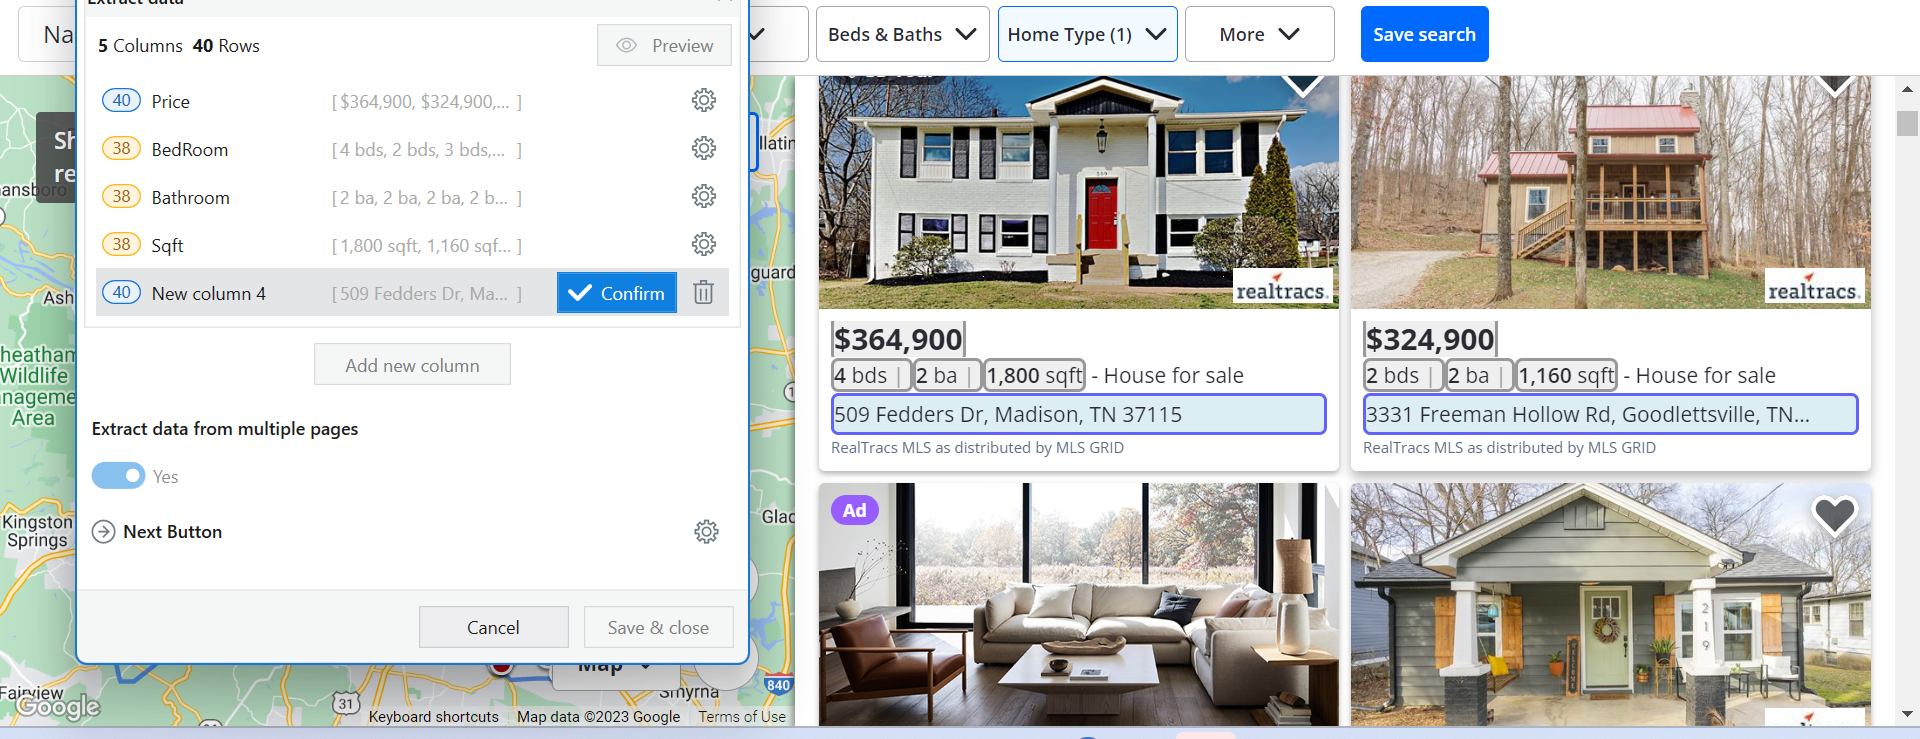 Extract data
Na
Beds & Baths
Home Type (1)
More
Save search
5 Columns 40 Rows
Preview
40 Price [ $364,900, $324,900,... ]
38 BedRoom [ 4 bds, 2 bds, 3 bds,... ]
38 Bathroom [ 2 ba, 2 ba, 2 ba, 2 b... ]
38 Sqft [ 1,800 sqft, 1,160 sqf... ]
40 New column 4 [ 509 Fedders Dr, Ma... ] Confirm
Add new column
Extract data from multiple pages
Yes
Next Button
Cancel
Save & close
Sh
re
ansboro
llatin
guard
Ash
heatham
Wildlife
nageme
Area
Kingston
Springs
Glad
Fairview
Google
31
Map
Smyrna
840
Keyboard shortcuts
Map data ©2023 Google
Terms of Use
509
realtracs.
$364,900
4 bds | 2 ba | 1,800 sqft - House for sale
509 Fedders Dr, Madison, TN 37115
RealTracs MLS as distributed by MLS GRID
realtracs.
$324,900
2 bds | 2 ba | 1,160 sqft - House for sale
3331 Freeman Hollow Rd, Goodlettsville, TN...
RealTracs MLS as distributed by MLS GRID
Ad
2
1
9